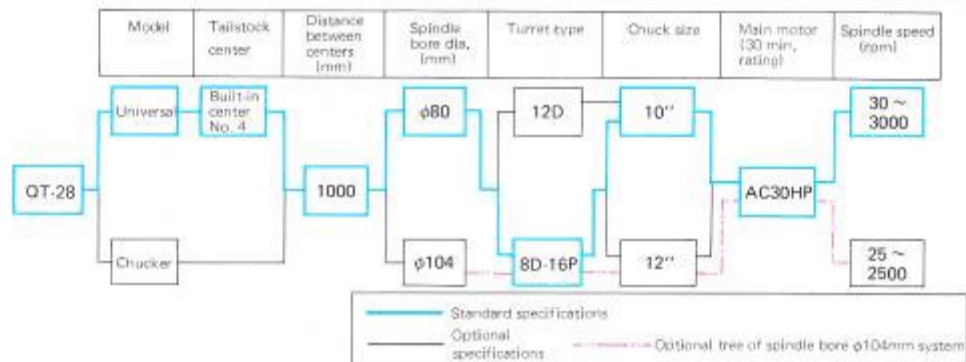 Model
Tailstock
center
Distance
between
centers
(mm)
Spindle
bore dia,
(mm)
Turret type
Chuck size
Main motor
(30 min,
rating)
Spindle speed
(rpm)
Universal
Built-in
center
No. 4
φ80
12D
10"
30 ~
3000
QT-28
1000
AC30HP
Chucker
φ104
8D-16P
12"
25 ~
2500
Standard specifications
Optional
specifications
Optional tree of spindle bore φ104mm system